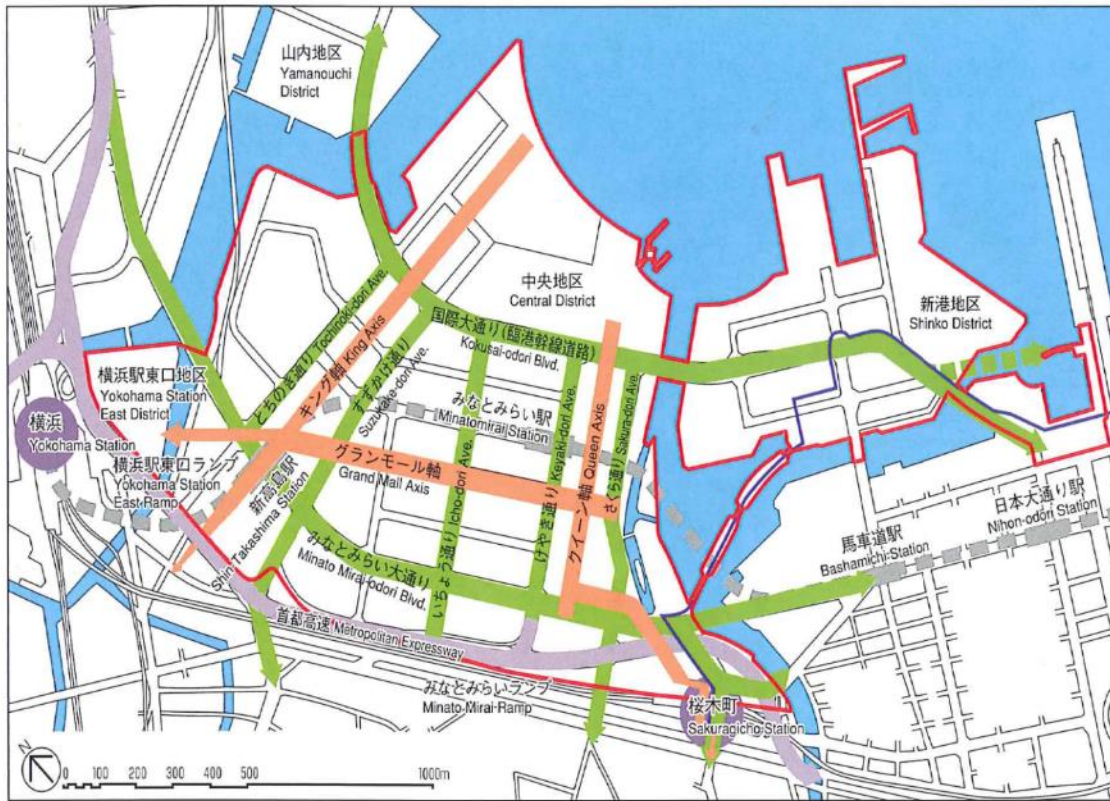 山内地区
Yamanouchi
District
中央地区
Central District
新港地区
Shinko District
国際大通り(臨港幹線道路)
Kokusai-odori Blvd.
とちのき通り Tochinoki-dori Ave.
キング軸 King Axis
すずかけ通り
Suzukake-dori Ave.
横浜駅東口地区
Yokohama Station
East District
横浜
Yokohama Station
横浜駅東口ランプ
Yokohama Station
East Ramp
新高島駅
Shin-Takashima Station
みなとみらい駅
Minatomirai Station
グランモール軸
Grand Mall Axis
いちょう通り Icho-dori Ave.
けやき通り Keyaki-dori Ave.
クイーン軸 Queen Axis
さくら通り Sakura-dori Ave.
みなとみらい大通り
Minato Mirai-odori Blvd.
首都高速 Metropolitan Expressway
みなとみらいランプ
Minato Mirai-Ramp
桜木町
Sakuragicho Station
馬車道駅
Bashamichi-Station
日本大通り駅
Nihon-odori Station
N
0 100 200 300 400 500 1000m